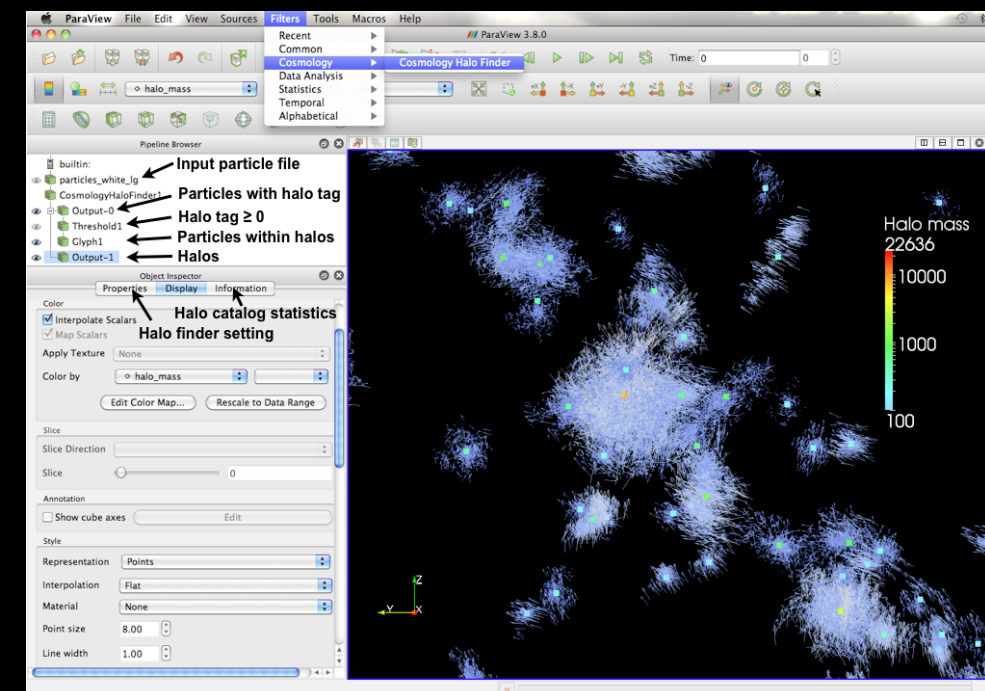 ParaView File Edit View Sources Filters Tools Macros Help
ParaView 3.8.0
Recent
Common
Cosmology
Cosmology Halo Finder
Data Analysis
Statistics
Temporal
Alphabetical
Time: 0 0
halo_mass
+X -X +Y -Y +Z -Z
Pipeline Browser
builtin:
particles_white_lg
Input particle file
CosmologyHaloFinder1
Output-0
Particles with halo tag
Threshold1
Halo tag ≥ 0
Glyph1
Particles within halos
Output-1
Halos
Object Inspector
Properties Display Information
Color
Halo catalog statistics
Interpolate Scalars
Halo finder setting
Map Scalars
Apply Texture None
Color by halo_mass
Edit Color Map... Rescale to Data Range
Slice
Slice Direction
Slice 0
Annotation
Show cube axes Edit
Style
Representation Points
Interpolation Flat
Material None
Point size 8.00
Line width 1.00
Halo mass
22636
10000
1000
100
Z
Y X